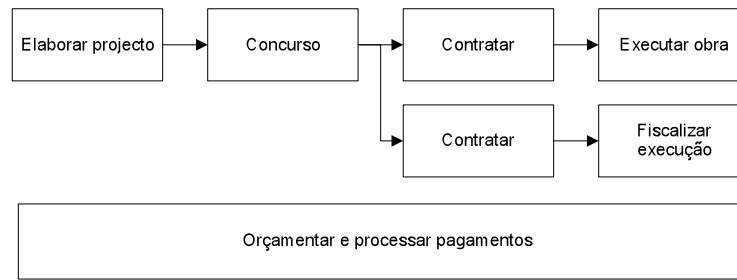 Elaborar projecto
Concurso
Contratar
Executar obra
Contratar
Fiscalizar
execução
Orçamentar e processar pagamentos